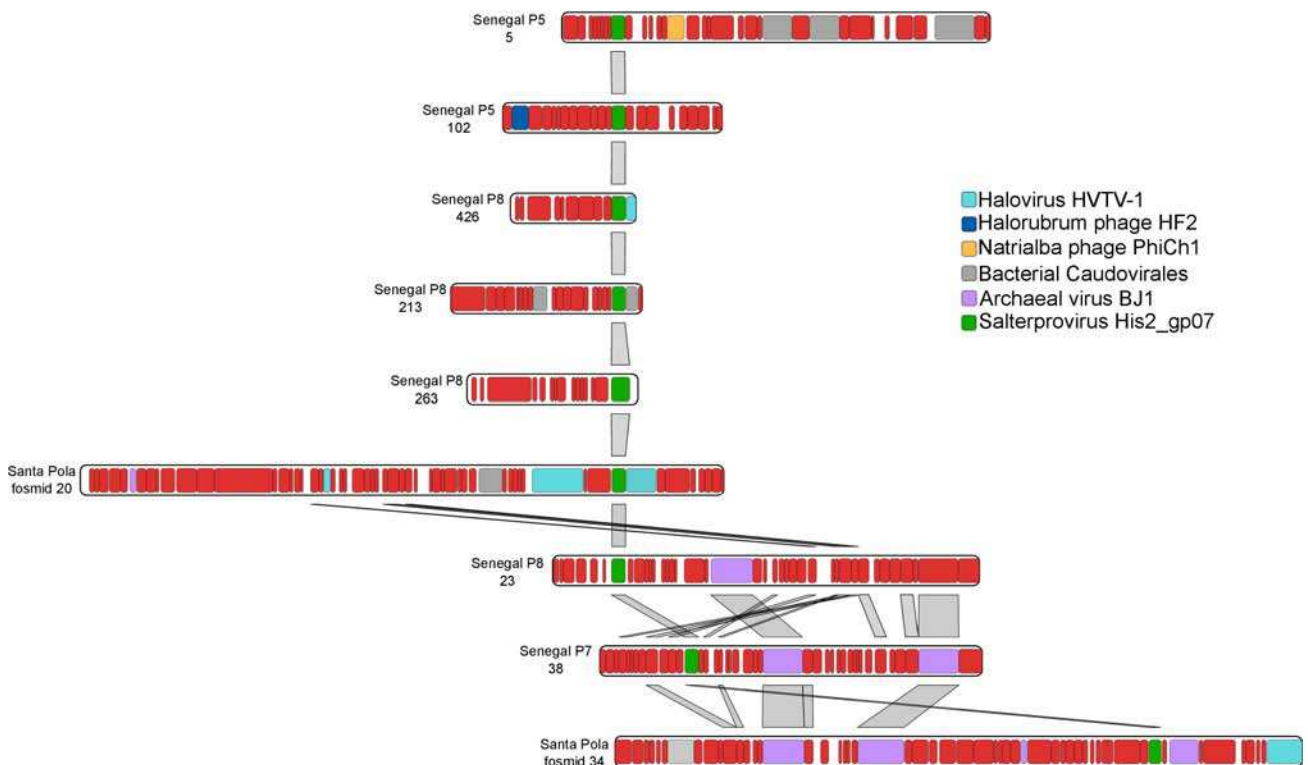 Senegal P5
5
Senegal P5
102
Senegal P8
426
Halovirus HVTV-1
Halorubrum phage HF2
Natrialba phage PhiCh1
Bacterial Caudovirales
Archaeal virus BJ1
Salterprovirus His2_gp07
Senegal P8
213
Senegal P8
263
Santa Pola
fosmid 20
Senegal P8
23
Senegal P7
38
Santa Pola
fosmid 34